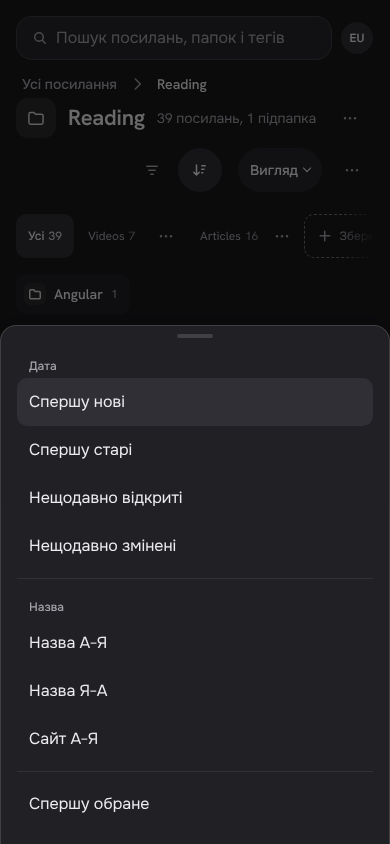 Пошук посилань, папок і тегів
EU
Усі посилання > Reading
Reading 39 посилань, 1 підпапка
Вигляд
Усі 39 Videos 7 Articles 16
Angular 1
Дата
Спершу нові
Спершу старі
Нещодавно відкриті
Нещодавно змінені
Назва
Назва А-Я
Назва Я-А
Сайт А-Я
Спершу обране